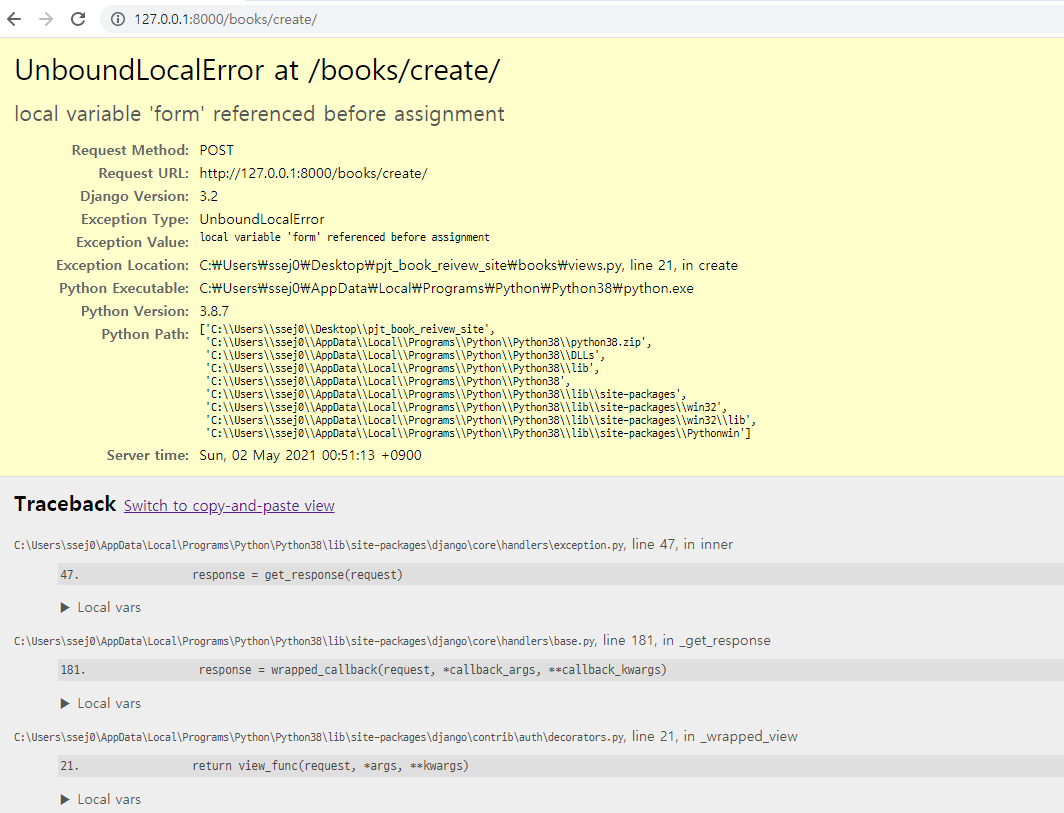 127.0.0.1:8000/books/create/
UnboundLocalError at /books/create/
local variable 'form' referenced before assignment
Request Method: POST
Request URL: http://127.0.0.1:8000/books/create/
Django Version: 3.2
Exception Type: UnboundLocalError
Exception Value: local variable 'form' referenced before assignment
Exception Location: C:₩Users₩ssej0₩Desktop₩pjt_book_reivew_site₩books₩views.py, line 21, in create
Python Executable: C:₩Users₩ssej0₩AppData₩Local₩Programs₩Python₩Python38₩python.exe
Python Version: 3.8.7
Python Path: ['C:\\Users\\ssej0\\Desktop\\pjt_book_reivew_site',
'C:\\Users\\ssej0\\AppData\\Local\\Programs\\Python\\Python38\\python38.zip',
'C:\\Users\\ssej0\\AppData\\Local\\Programs\\Python\\Python38\\DLLs',
'C:\\Users\\ssej0\\AppData\\Local\\Programs\\Python\\Python38\\lib',
'C:\\Users\\ssej0\\AppData\\Local\\Programs\\Python\\Python38',
'C:\\Users\\ssej0\\AppData\\Local\\Programs\\Python\\Python38\\lib\\site-packages',
'C:\\Users\\ssej0\\AppData\\Local\\Programs\\Python\\Python38\\lib\\site-packages\\win32',
'C:\\Users\\ssej0\\AppData\\Local\\Programs\\Python\\Python38\\lib\\site-packages\\win32\\lib',
'C:\\Users\\ssej0\\AppData\\Local\\Programs\\Python\\Python38\\lib\\site-packages\\Pythonwin']
Server time: Sun, 02 May 2021 00:51:13 +0900
Traceback Switch to copy-and-paste view
C:\Users\ssej0\AppData\Local\Programs\Python\Python38\lib\site-packages\django\core\handlers\exception.py, line 47, in inner
47. response = get_response(request)
▶ Local vars
C:\Users\ssej0\AppData\Local\Programs\Python\Python38\lib\site-packages\django\core\handlers\base.py, line 181, in _get_response
181. response = wrapped_callback(request, *callback_args, **callback_kwargs)
▶ Local vars
C:\Users\ssej0\AppData\Local\Programs\Python\Python38\lib\site-packages\django\contrib\auth\decorators.py, line 21, in _wrapped_view
21. return view_func(request, *args, **kwargs)
▶ Local vars